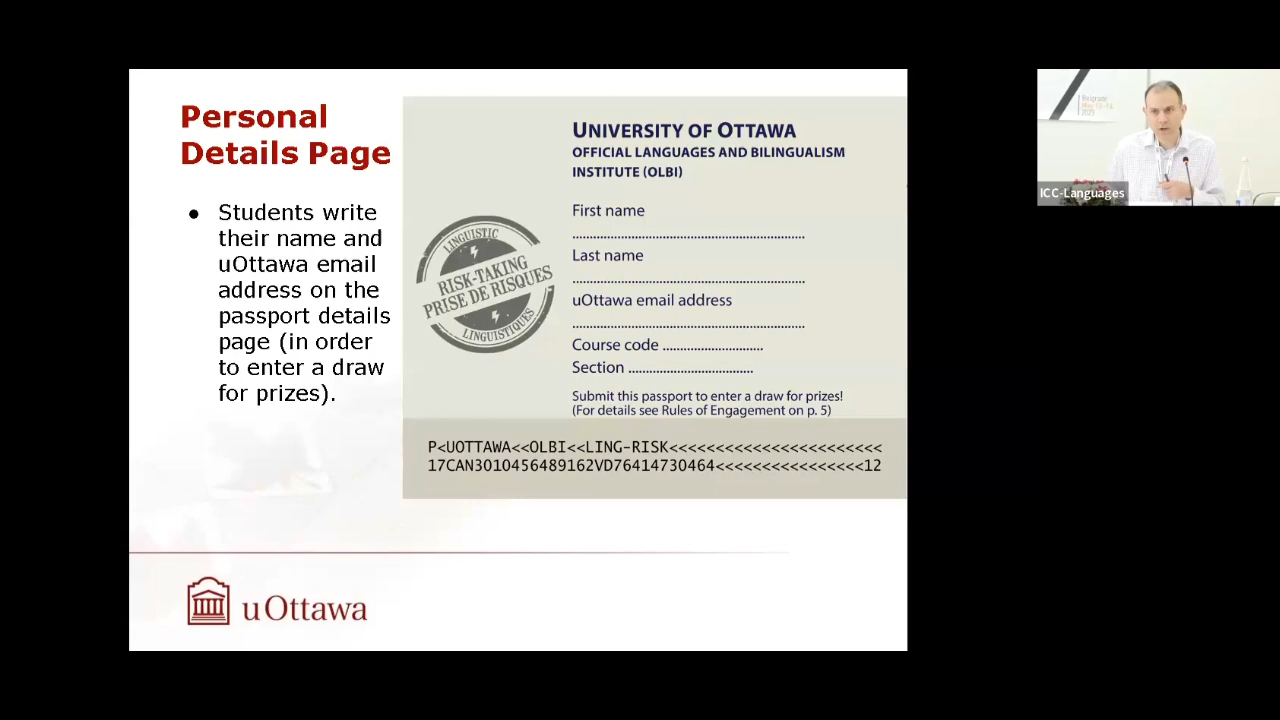 Personal
Details Page
● Students write
their name and
uOttawa email
address on the
passport details
page (in order
to enter a draw
for prizes).
LINGUISTIC
RISK-TAKING
PRISE DE RISQUES
LINGUISTIQUES
UNIVERSITY OF OTTAWA
OFFICIAL LANGUAGES AND BILINGUALISM
INSTITUTE (OLBI)
First name
Last name
uOttawa email address
Course code ............................
Section ...................................
Submit this passport to enter a draw for prizes!
(For details see Rules of Engagement on p. 5)
P<UOTTAWA<<OLBI<<LING-RISK<<<<<<<<<<<<<<<<<<<<<<<
17CAN3010456489162VD76414730464<<<<<<<<<<<<<<<<12
uOttawa
Belgrade
2023
ICC-Languages